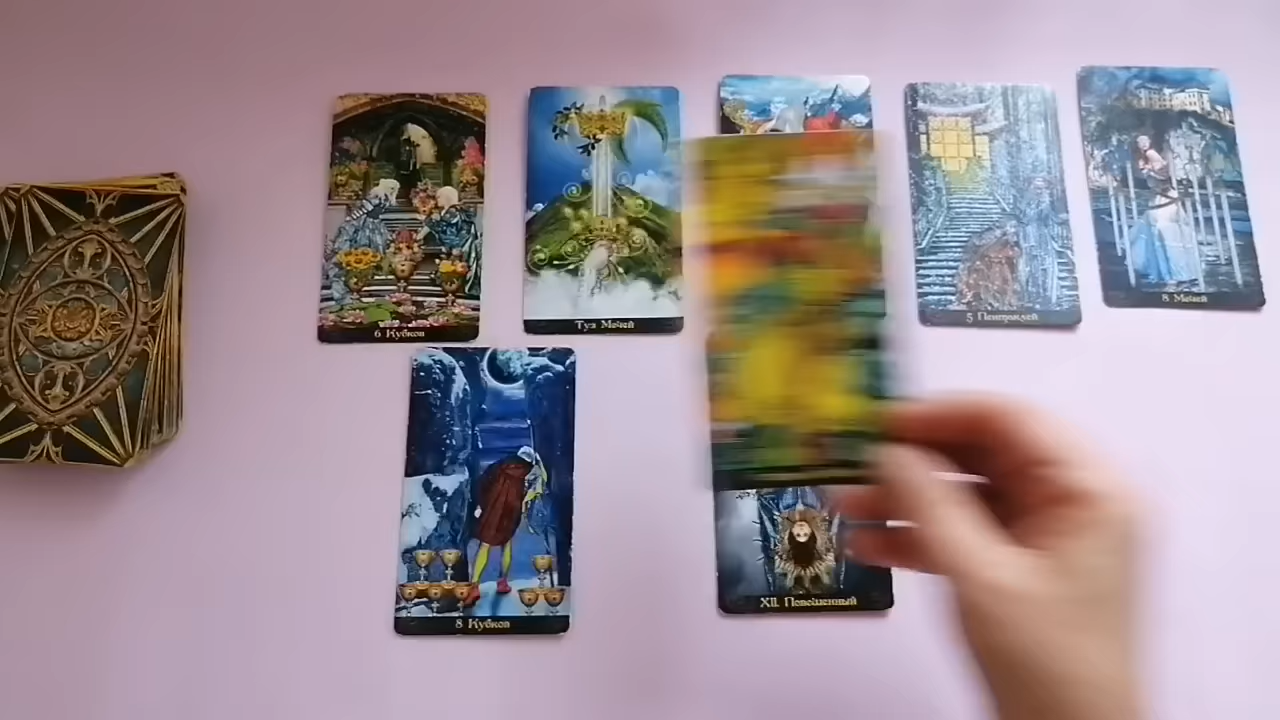 6 Кубков
Туз Мечей
5 Пентаклей
8 Мечей
8 Кубков
XII. Повешенный